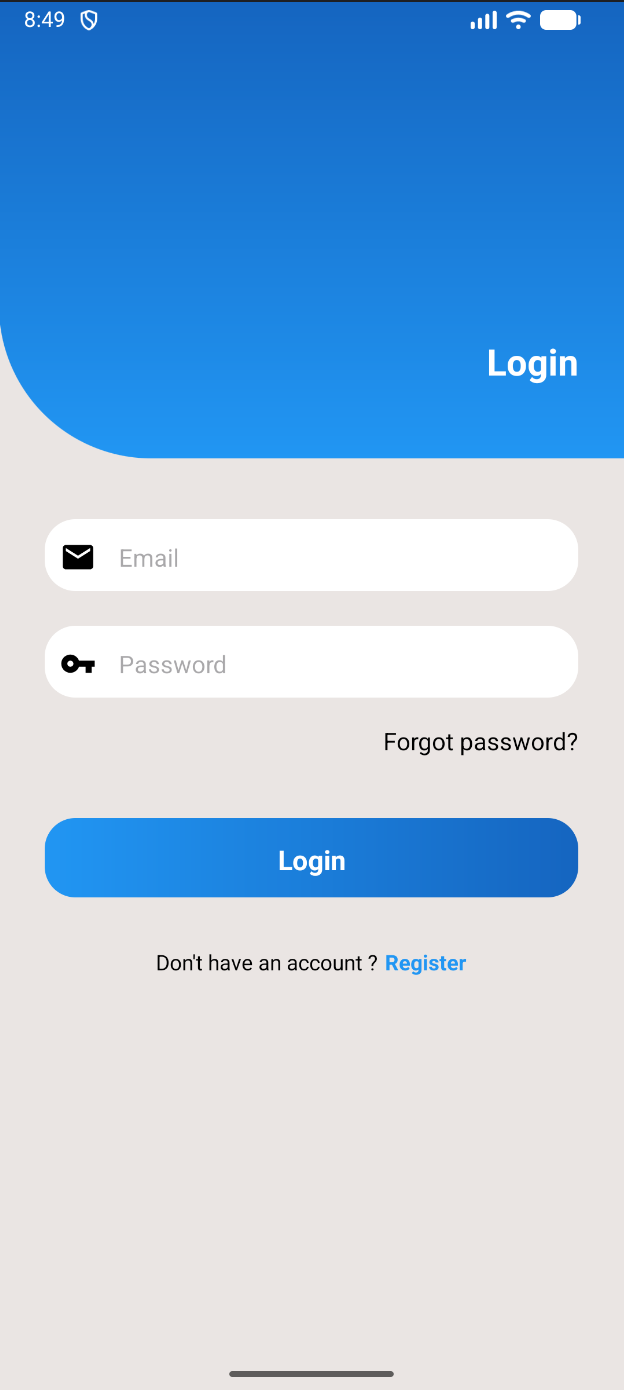 8:49
Login
Email
Password
Forgot password?
Login
Don't have an account ? Register